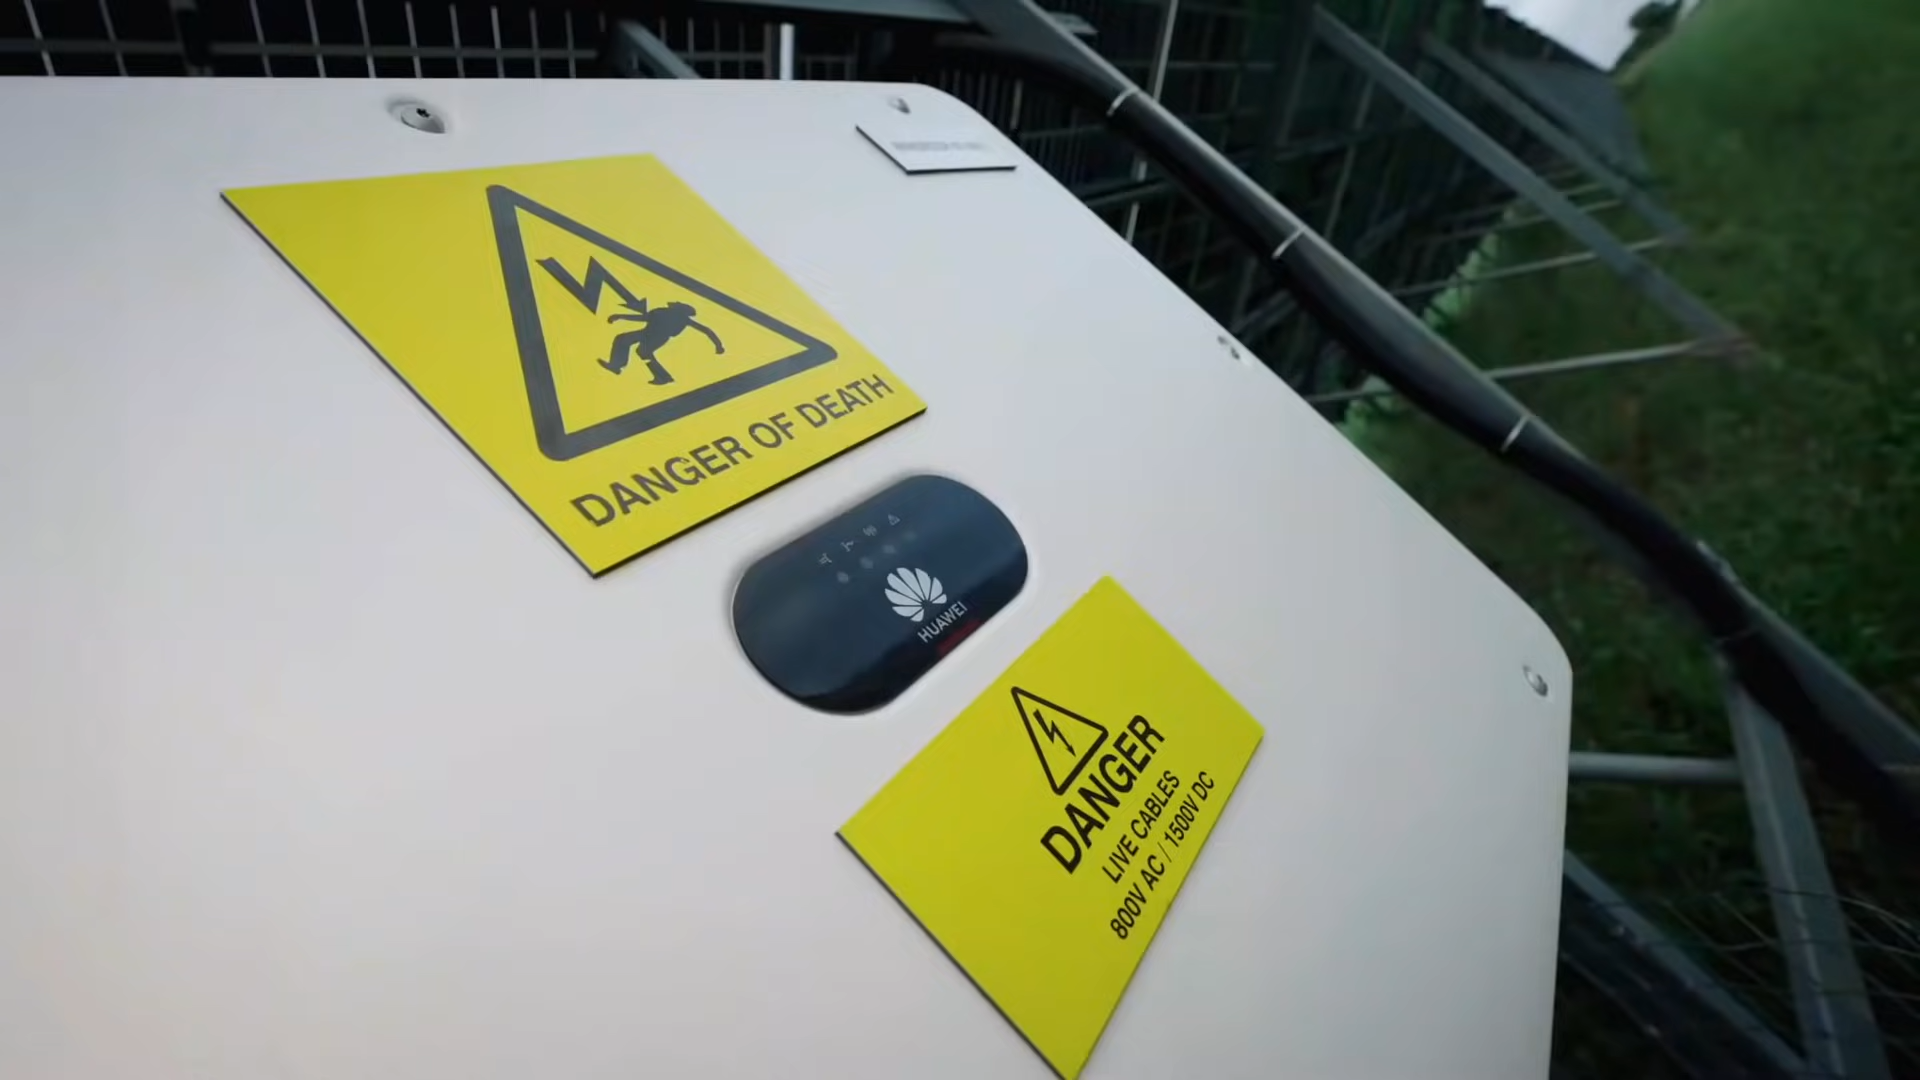 DANGER OF DEATH
HUAWEI
DANGER
LIVE CABLES
800V AC / 1500V DC